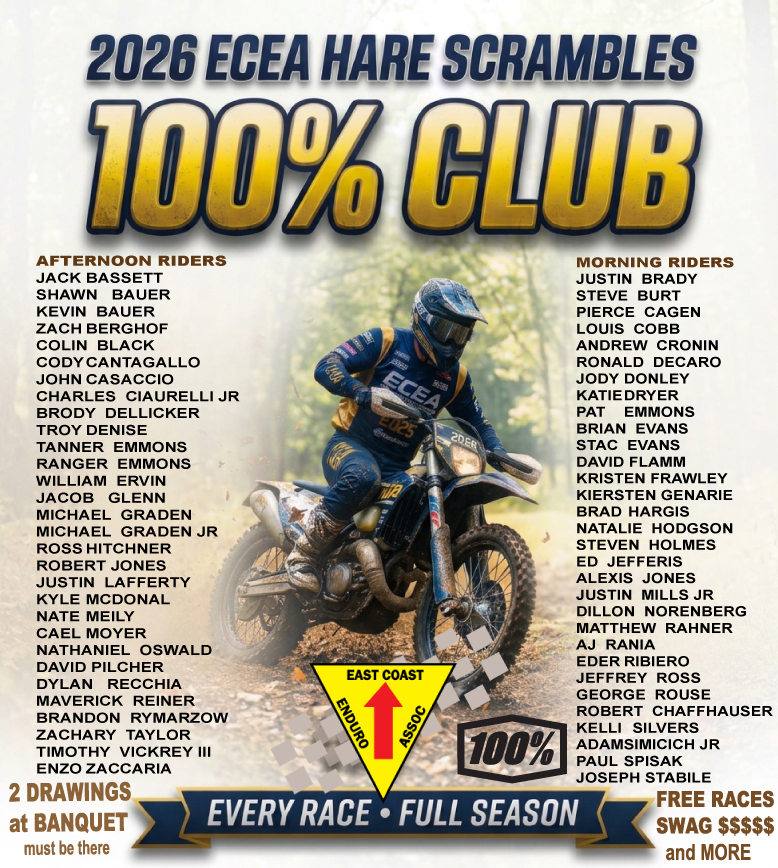 2026 ECEA HARE SCRAMBLES
100% CLUB
AFTERNOON RIDERS
JACK BASSETT
SHAWN BAUER
KEVIN BAUER
ZACH BERGHOF
COLIN BLACK
CODY CANTAGALLO
JOHN CASACCIO
CHARLES CIAURELLI JR
BRODY DELLICKER
TROY DENISE
TANNER EMMONS
RANGER EMMONS
WILLIAM ERVIN
JACOB GLENN
MICHAEL GRADEN
MICHAEL GRADEN JR
ROSS HITCHNER
ROBERT JONES
JUSTIN LAFFERTY
KYLE MCDONAL
NATE MEILY
CAEL MOYER
NATHANIEL OSWALD
DAVID PILCHER
DYLAN RECCHIA
MAVERICK REINER
BRANDON RYMARZOW
ZACHARY TAYLOR
TIMOTHY VICKREY III
ENZO ZACCARIA
MORNING RIDERS
JUSTIN BRADY
STEVE BURT
PIERCE CAGEN
LOUIS COBB
ANDREW CRONIN
RONALD DECARO
JODY DONLEY
KATIEDRYER
PAT EMMONS
BRIAN EVANS
STAC EVANS
DAVID FLAMM
KRISTEN FRAWLEY
KIERSTEN GENARIE
BRAD HARGIS
NATALIE HODGSON
STEVEN HOLMES
ED JEFFERIS
ALEXIS JONES
JUSTIN MILLS JR
DILLON NORENBERG
MATTHEW RAHNER
AJ RANIA
EDER RIBIERO
JEFFREY ROSS
GEORGE ROUSE
ROBERT CHAFFHAUSER
KELLI SILVERS
ADAMSIMICICH JR
PAUL SPISAK
JOSEPH STABILE
ECEA
2025
EAST COAST
ENDURO
ASSOC
100%
2 DRAWINGS
at BANQUET
must be there
EVERY RACE • FULL SEASON
FREE RACES
SWAG $$$$$
and MORE